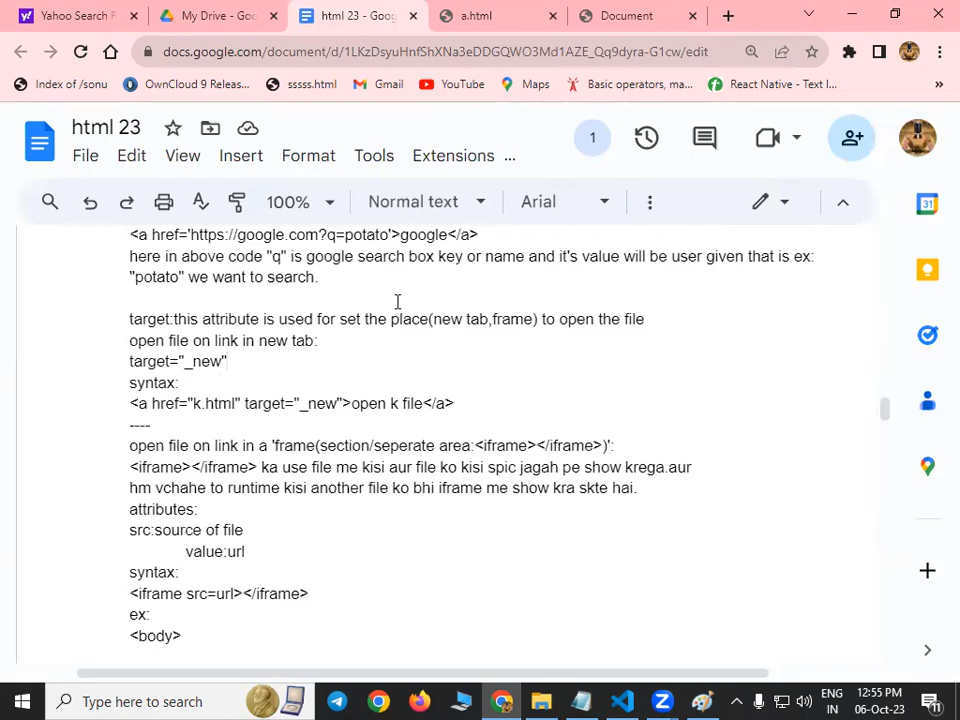 Yahoo Search R
My Drive - Goo
html 23 - Goog
a.html
Document
docs.google.com/document/d/1LKzDsyuHnfShXNa3eDDGQWO3Md1AZE_Qq9dyra-G1cw/edit
Index of /sonu
OwnCloud 9 Releas...
sssss.html
Gmail
YouTube
Maps
Basic operators, ma...
React Native - Text I...
»
html 23
1
File Edit View Insert Format Tools Extensions ...
100% Normal text Arial
31
<a href='https://google.com?q=potato'>google</a>
here in above code "q" is google search box key or name and it's value will be user given that is ex:
"potato" we want to search.
target:this attribute is used for set the place(new tab,frame) to open the file
open file on link in new tab:
target="_new"
syntax:
<a href="k.html" target="_new">open k file</a>
----
open file on link in a 'frame(section/seperate area:<iframe></iframe>)':
<iframe></iframe> ka use file me kisi aur file ko kisi spic jagah pe show krega.aur
hm vchahe to runtime kisi another file ko bhi iframe me show kra skte hai.
attributes:
src:source of file
value:url
syntax:
<iframe src=url></iframe>
ex:
<body>
Type here to search
ENG
IN
12:55 PM
06-Oct-23
11